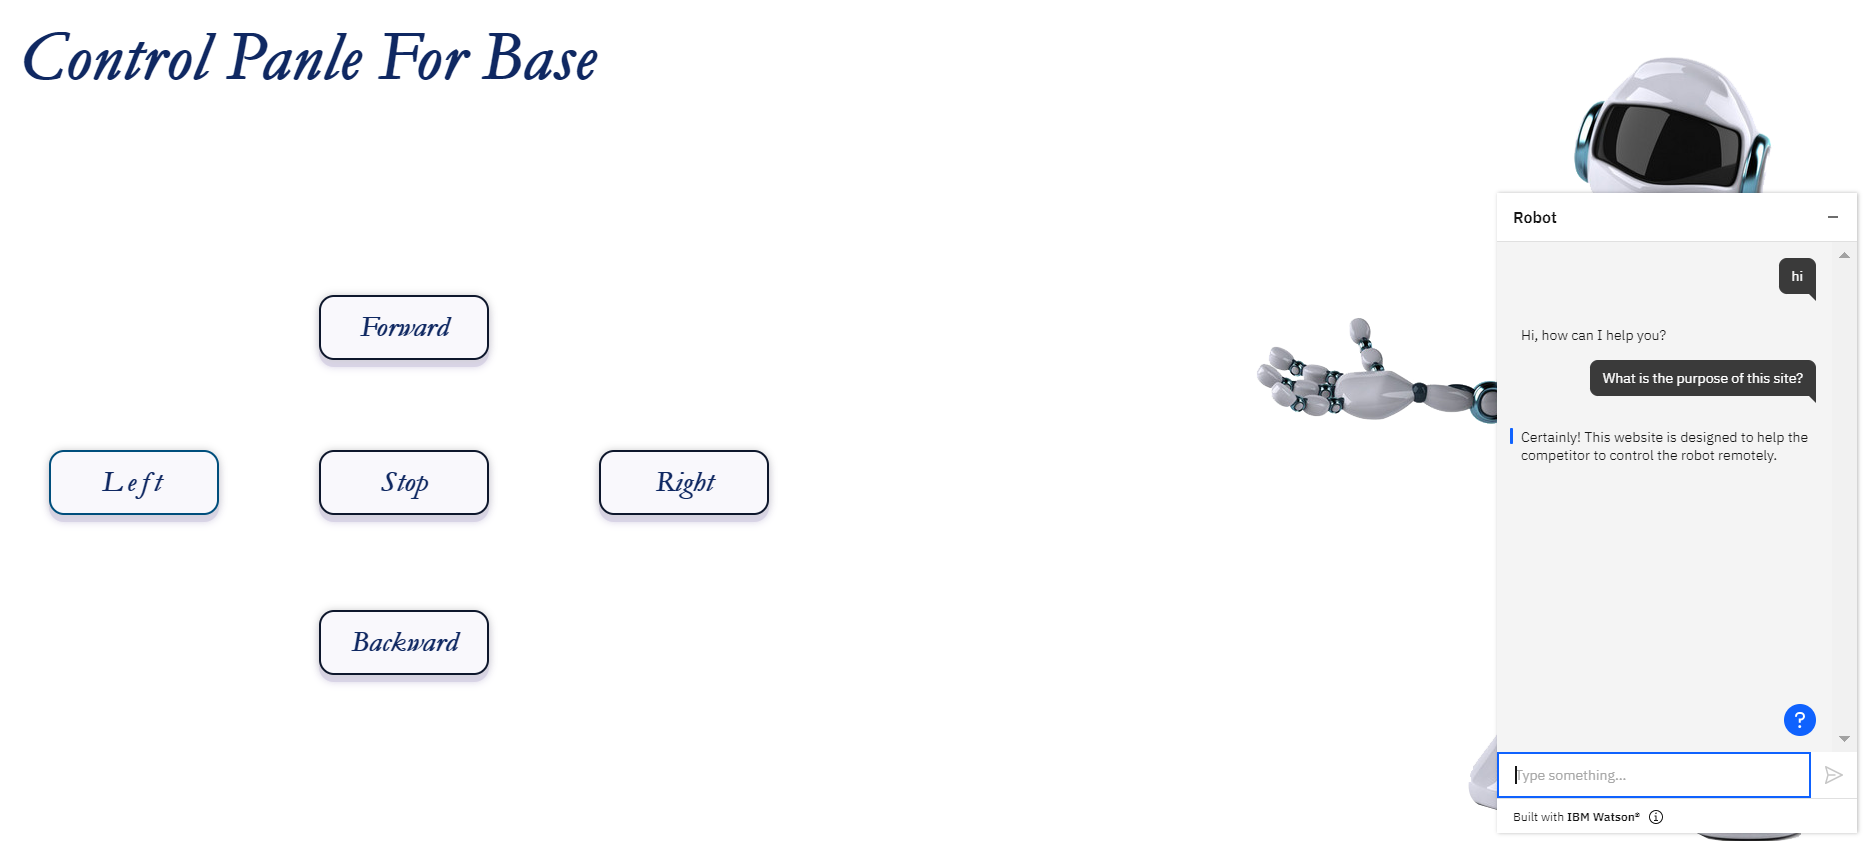 Control Panle For Base
Forward
Left
Stop
Right
Backward
Robot
hi
Hi, how can I help you?
What is the purpose of this site?
Certainly! This website is designed to help the
competitor to control the robot remotely.
?
Type something...
Built with IBM Watson®